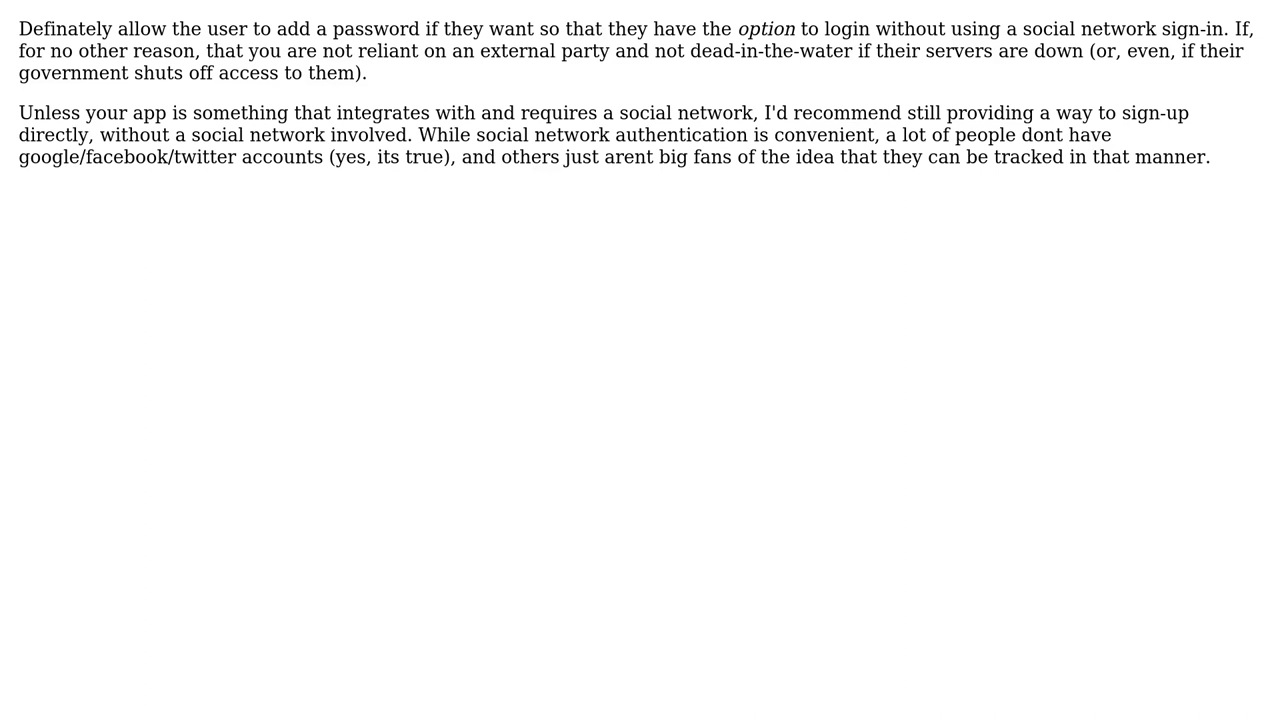 Definately allow the user to add a password if they want so that they have the option to login without using a social network sign-in. If,
for no other reason, that you are not reliant on an external party and not dead-in-the-water if their servers are down (or, even, if their
government shuts off access to them).
Unless your app is something that integrates with and requires a social network, I'd recommend still providing a way to sign-up
directly, without a social network involved. While social network authentication is convenient, a lot of people dont have
google/facebook/twitter accounts (yes, its true), and others just arent big fans of the idea that they can be tracked in that manner.